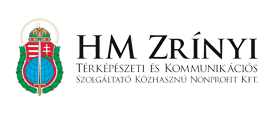 HM Zrínyi
Térképészeti és Kommunikációs
Szolgáltató Közhasznú Nonprofit Kft.